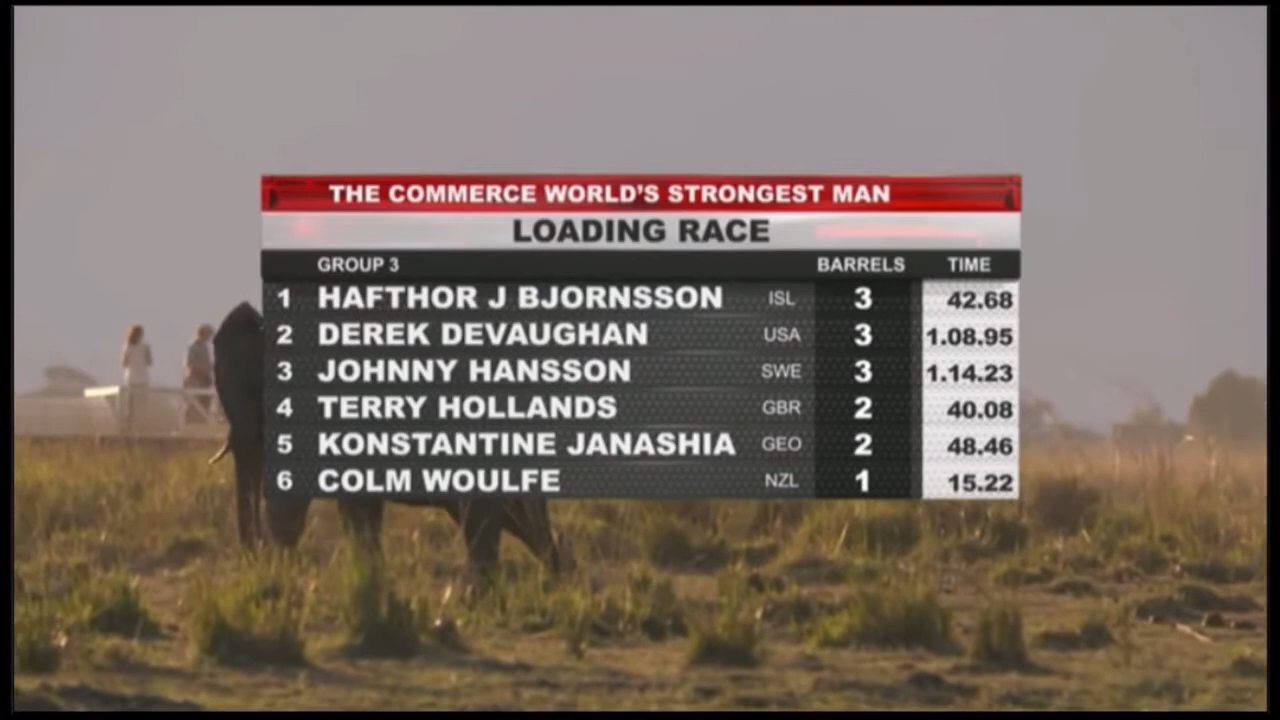 THE COMMERCE WORLD'S STRONGEST MAN
LOADING RACE
GROUP 3 BARRELS TIME
1 HAFTHOR J BJORNSSON ISL 3 42.68
2 DEREK DEVAUGHAN USA 3 1.08.95
3 JOHNNY HANSSON SWE 3 1.14.23
4 TERRY HOLLANDS GBR 2 40.08
5 KONSTANTINE JANASHIA GEO 2 48.46
6 COLM WOULFE NZL 1 15.22